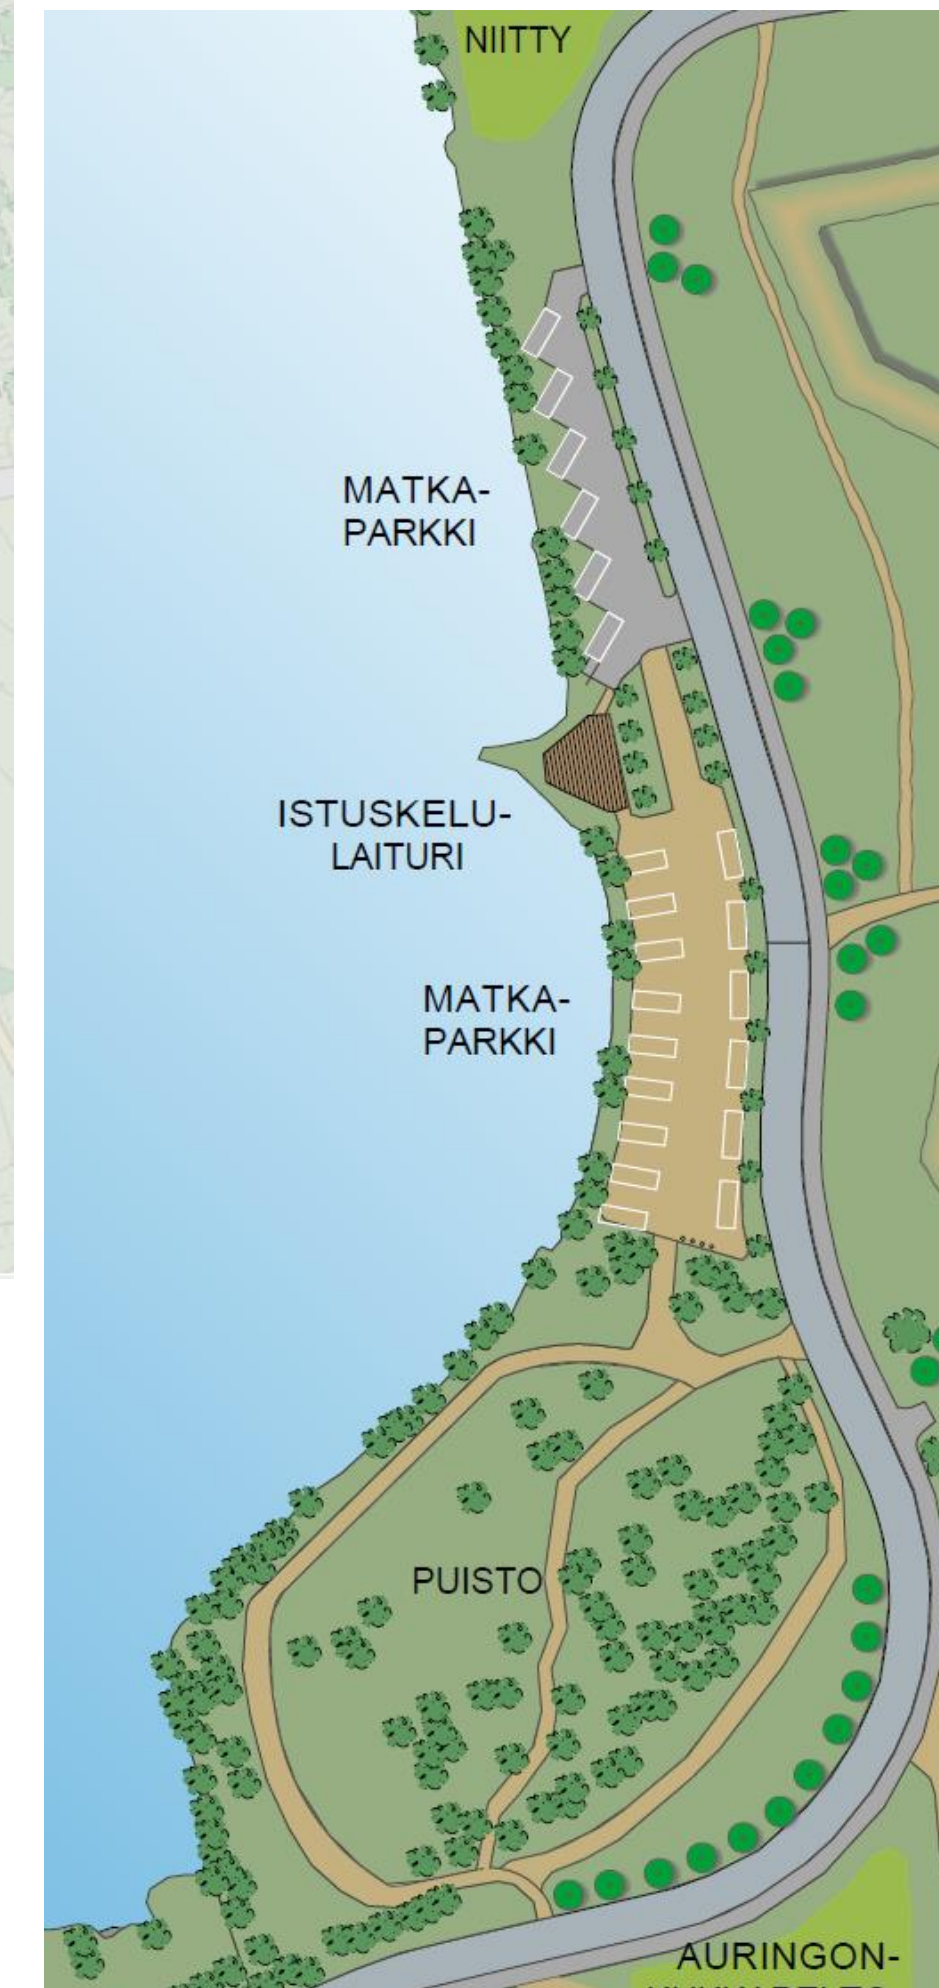 NIITTY
MATKA-
PARKKI
ISTUSKELU-
LAITURI
MATKA-
PARKKI
PUISTO
AURINGON-